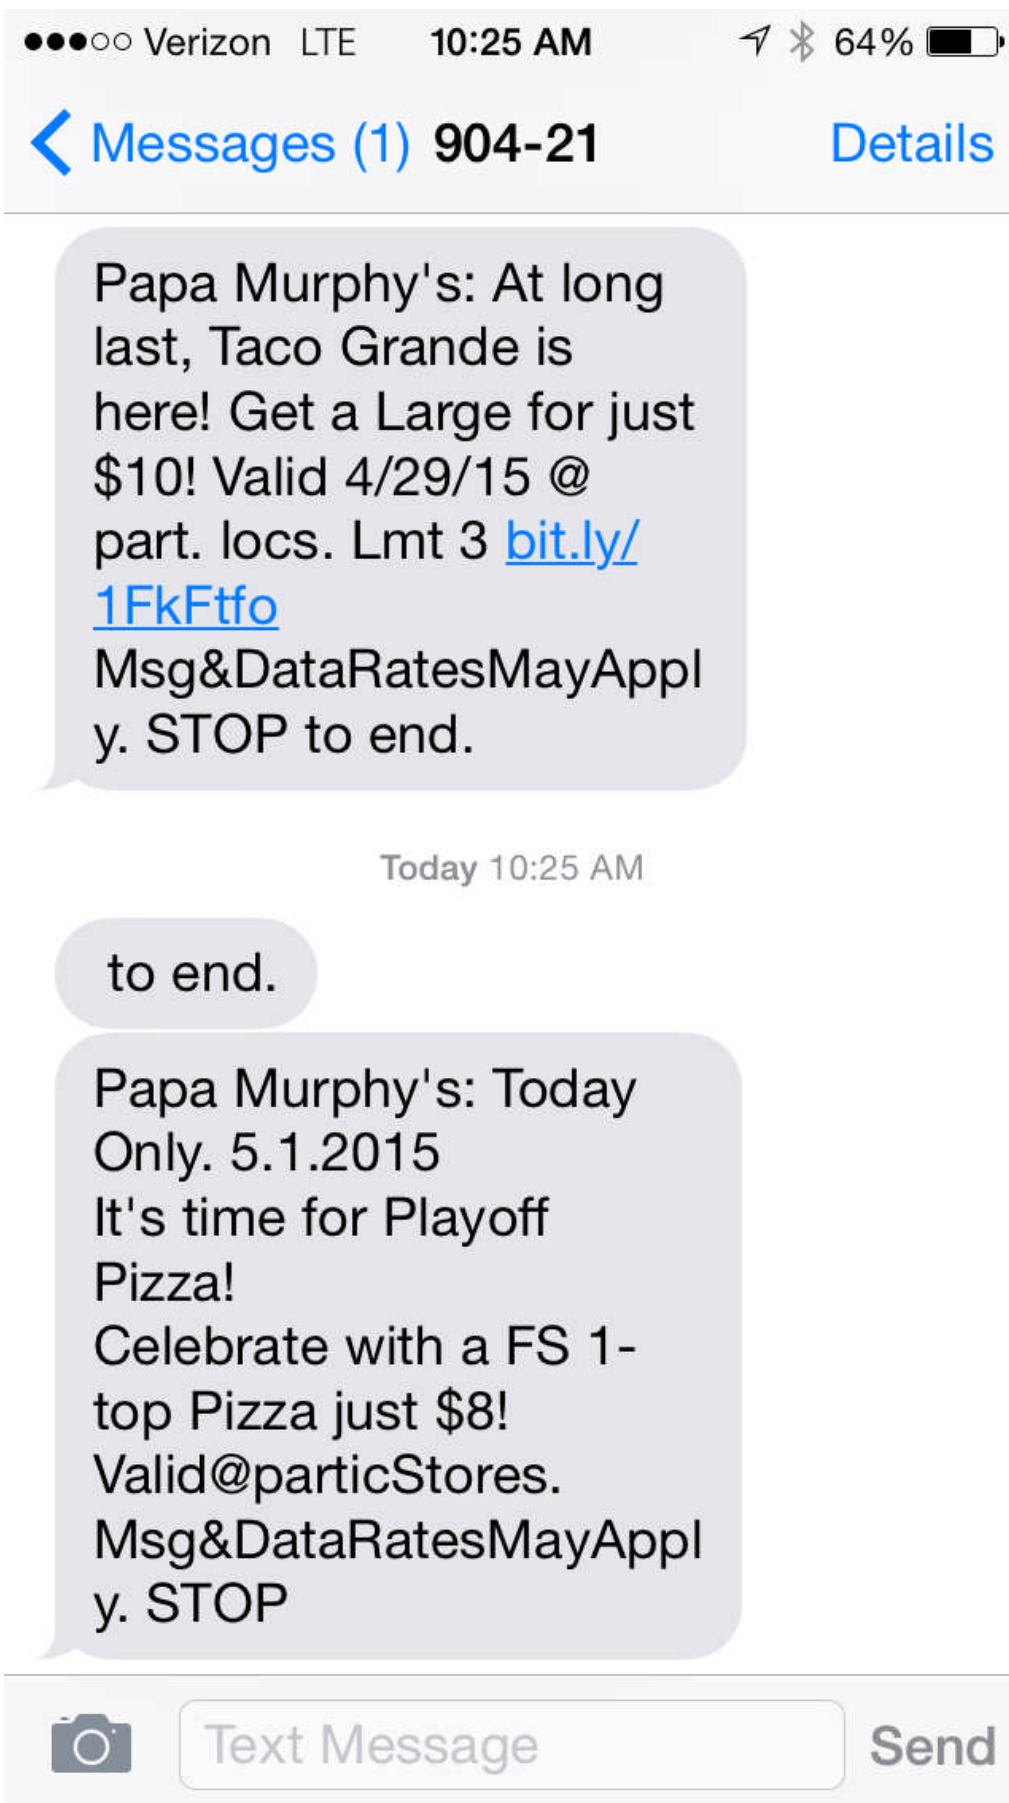 Verizon LTE 10:25 AM 64%
Messages (1) 904-21 Details
Papa Murphy's: At long
last, Taco Grande is
here! Get a Large for just
$10! Valid 4/29/15 @
part. locs. Lmt 3 bit.ly/
1FkFtfo
Msg&DataRatesMayAppl
y. STOP to end.
Today 10:25 AM
to end.
Papa Murphy's: Today
Only. 5.1.2015
It's time for Playoff
Pizza!
Celebrate with a FS 1-
top Pizza just $8!
Valid@particStores.
Msg&DataRatesMayAppl
y. STOP
Text Message Send